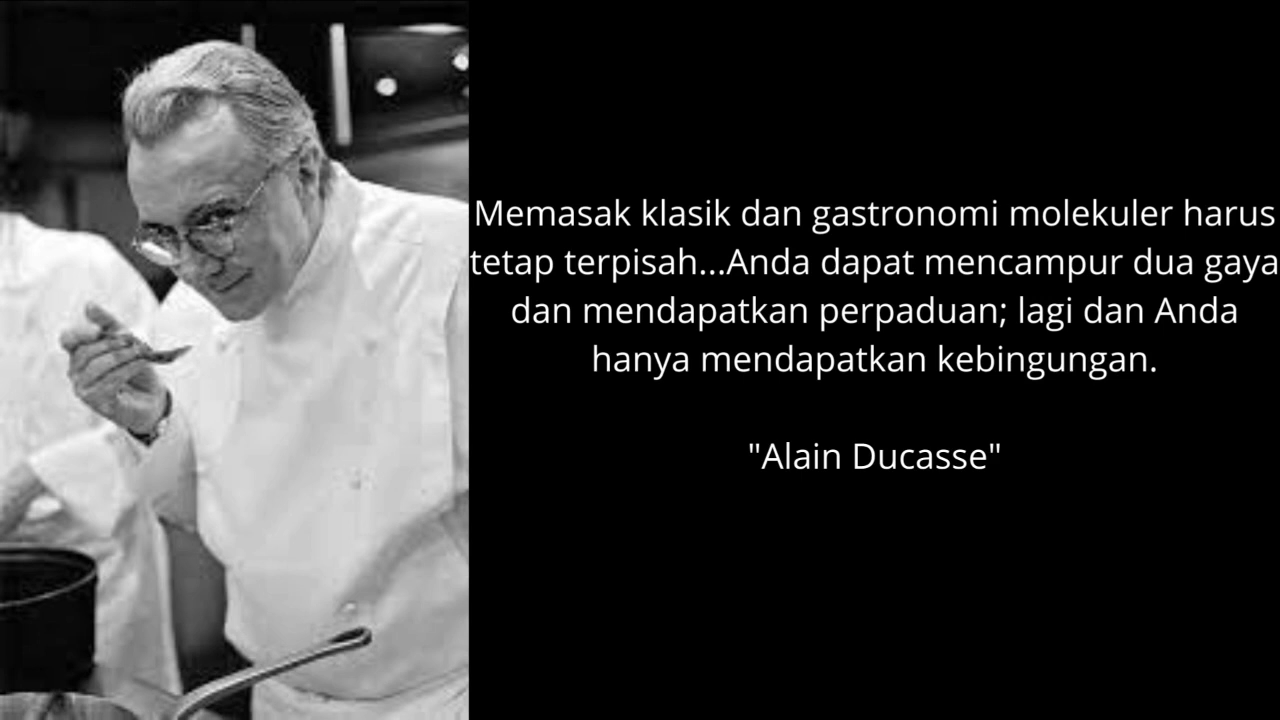 Memasak klasik dan gastronomi molekuler harus
tetap terpisah...Anda dapat mencampur dua gaya
dan mendapatkan perpaduan; lagi dan Anda
hanya mendapatkan kebingungan.
"Alain Ducasse"